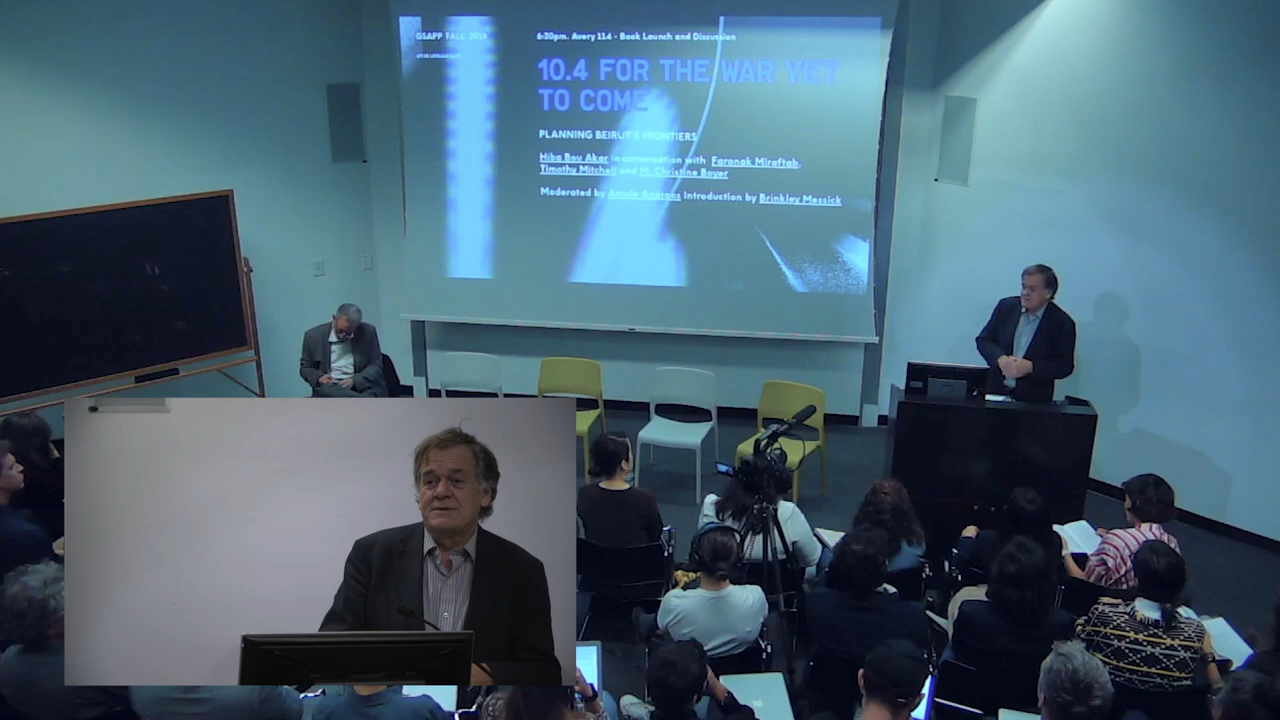 GSAPP FALL 2019
6:30pm. Avery 114 - Book Launch and Discussion
10.4 FOR THE WAR YET
TO COME
PLANNING BEIRUT'S FRONTIERS
Hiba Bou Akar in conversation with Faranak Miraftab,
Timothy Mitchell and M. Christine Boyer
Moderated by Amale Andraos Introduction by Brinkley Messick